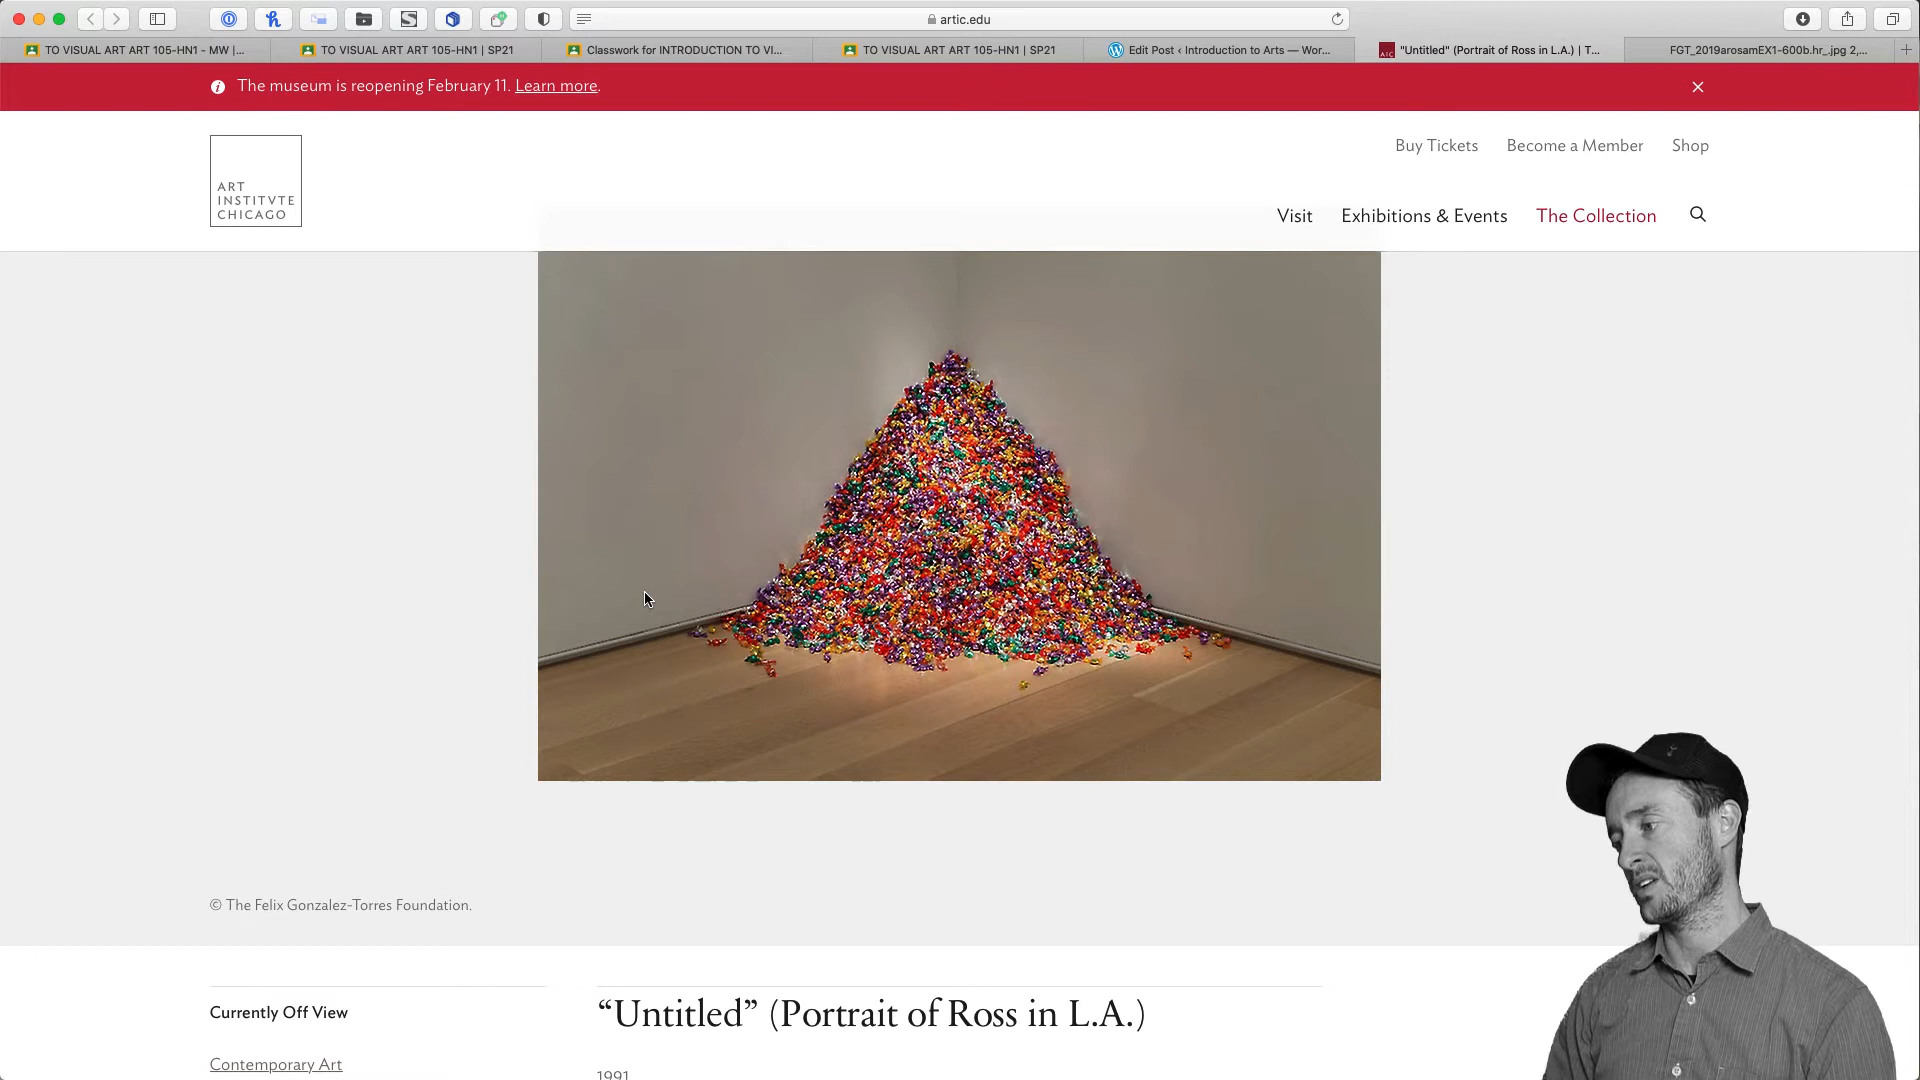 artic.edu
TO VISUAL ART ART 105-HN1 - MW |...
TO VISUAL ART ART 105-HN1 | SP21
Classwork for INTRODUCTION TO VI...
TO VISUAL ART ART 105-HN1 | SP21
Edit Post ‹ Introduction to Arts — Wor...
AIC
"Untitled" (Portrait of Ross in L.A.) | T...
FGT_2019arosamEX1-600b.hr_.jpg 2,...
The museum is reopening February 11. Learn more.
ART
INSTITVTE
CHICAGO
Buy Tickets
Become a Member
Shop
Visit
Exhibitions & Events
The Collection
© The Felix Gonzalez-Torres Foundation.
Currently Off View
“Untitled” (Portrait of Ross in L.A.)
Contemporary Art
1991